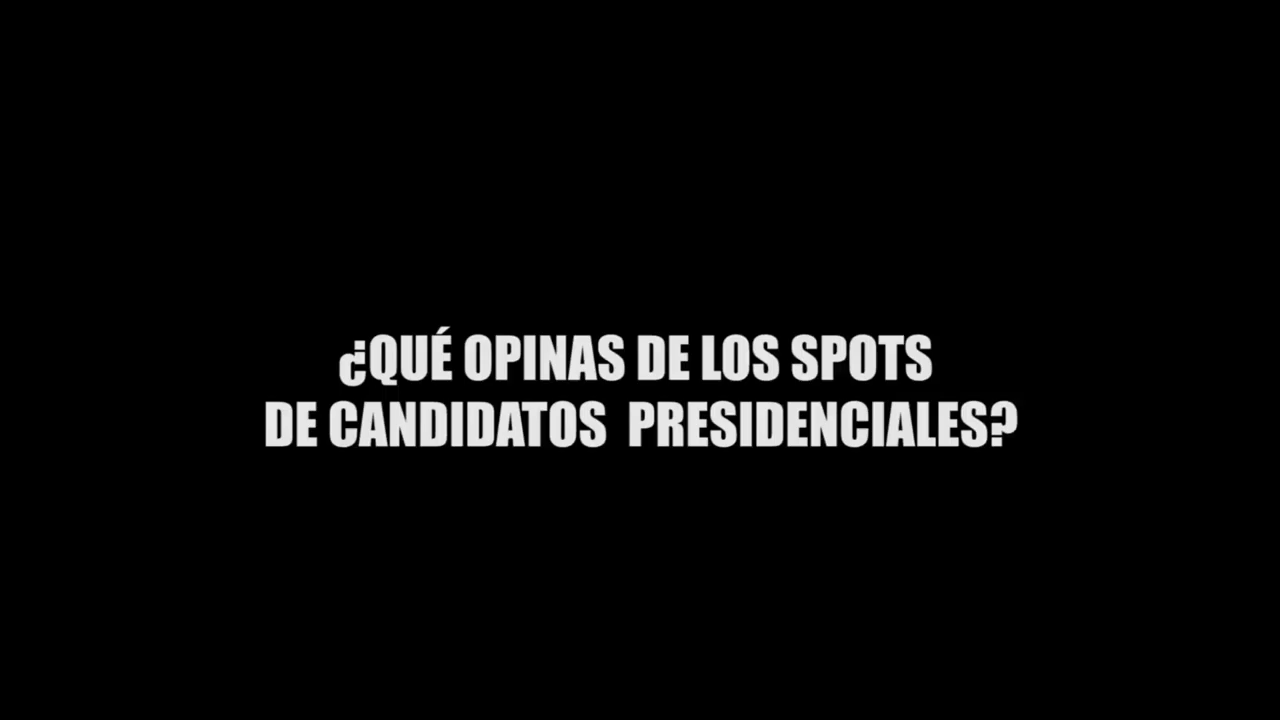 ¿QUÉ OPINAS DE LOS SPOTS
DE CANDIDATOS  PRESIDENCIALES?